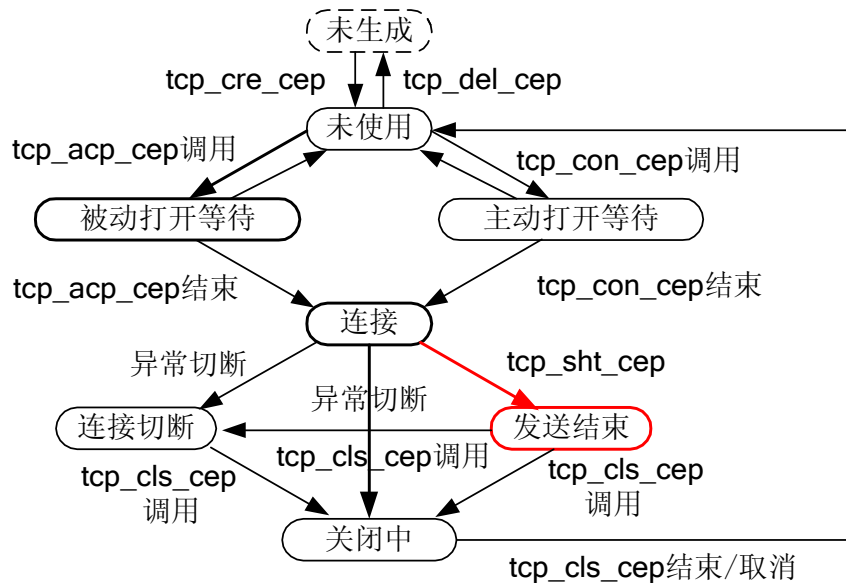 未生成
tcp_cre_cep
tcp_del_cep
未使用
tcp_acp_cep调用
tcp_con_cep调用
被动打开等待
主动打开等待
tcp_acp_cep结束
tcp_con_cep结束
连接
异常切断
tcp_sht_cep
异常切断
连接切断
发送结束
tcp_cls_cep调用
tcp_cls_cep
调用
tcp_cls_cep
调用
关闭中
tcp_cls_cep结束/取消